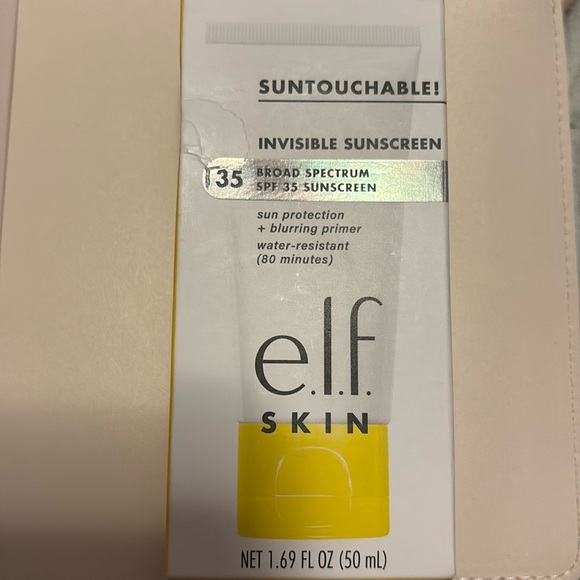 SUNTOUCHABLE!
INVISIBLE SUNSCREEN
35 BROAD SPECTRUM
SPF 35 SUNSCREEN
sun protection
+ blurring primer
water-resistant
(80 minutes)
e.l.f.
SKIN
NET 1.69 FL OZ (50 mL)